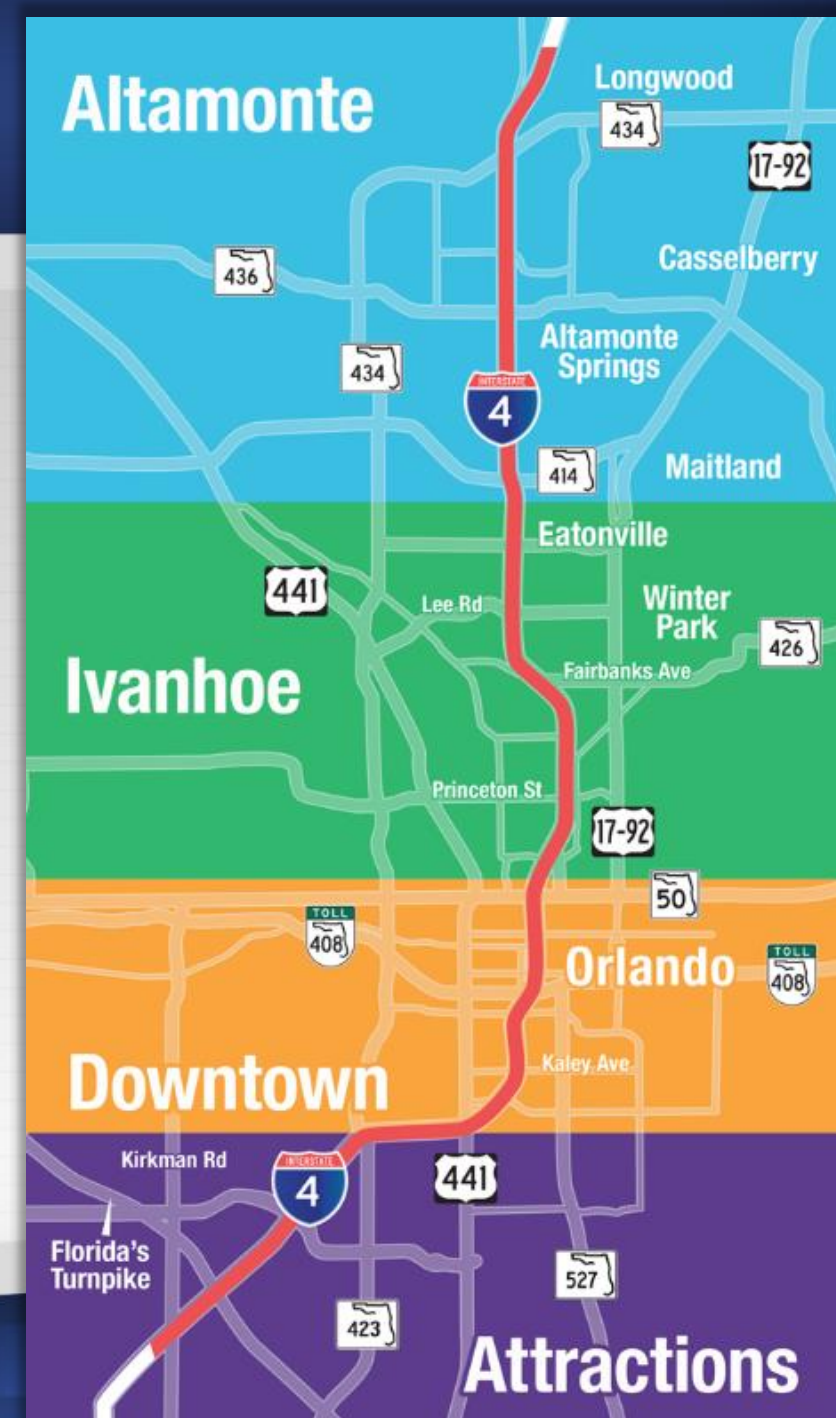 Altamonte
Longwood
434
17-92
436
Casselberry
Altamonte
Springs
434
INTERSTATE
4
414
Maitland
Eatonville
441
Lee Rd
Winter
Park
426
Ivanhoe
Fairbanks Ave
Princeton St
17-92
50
TOLL
408
Orlando
TOLL
408
Downtown
Kaley Ave
Kirkman Rd
INTERSTATE
4
441
Florida's
Turnpike
527
423
Attractions